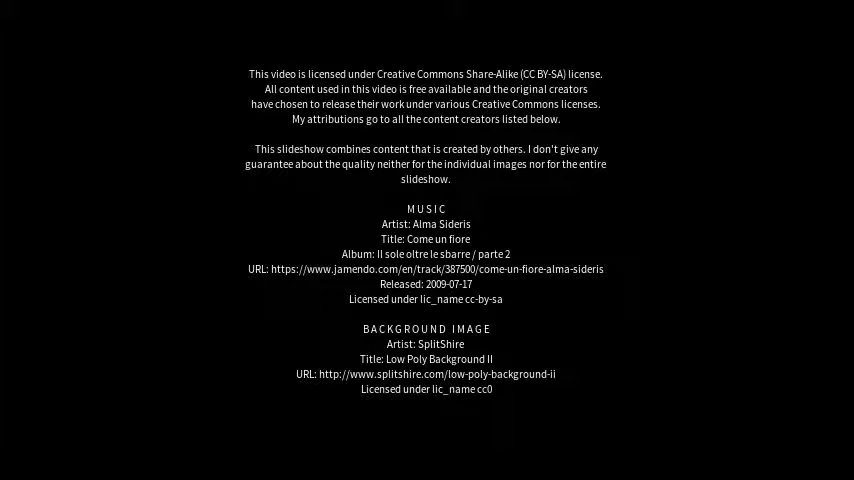 This video is licensed under Creative Commons Share-Alike (CC BY-SA) license.
All content used in this video is free available and the original creators
have chosen to release their work under various Creative Commons licenses.
My attributions go to all the content creators listed below.
This slideshow combines content that is created by others. I don't give any
guarantee about the quality neither for the individual images nor for the entire
slideshow.
MUSIC
Artist: Alma Sideris
Title: Come un fiore
Album: Il sole oltre le sbarre / parte 2
URL: https://www.jamendo.com/en/track/387500/come-un-fiore-alma-sideris
Released: 2009-07-17
Licensed under lic_name cc-by-sa
BACKGROUND IMAGE
Artist: SplitShire
Title: Low Poly Background II
URL: http://www.splitshire.com/low-poly-background-ii
Licensed under lic_name cc0